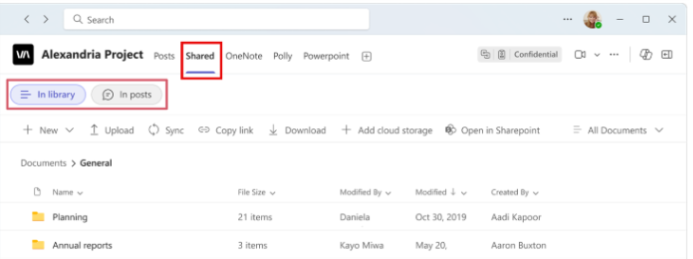 Search
VΛ Alexandria Project Posts Shared OneNote Polly Powerpoint Confidential
In library In posts
New Upload Sync Copy link Download Add cloud storage Open in Sharepoint All Documents
Documents > General
Name File Size Modified By Modified ↓ Created By
Planning 21 items Daniela Oct 30, 2019 Aadi Kapoor
Annual reports 3 items Kayo Miwa May 20, Aaron Buxton